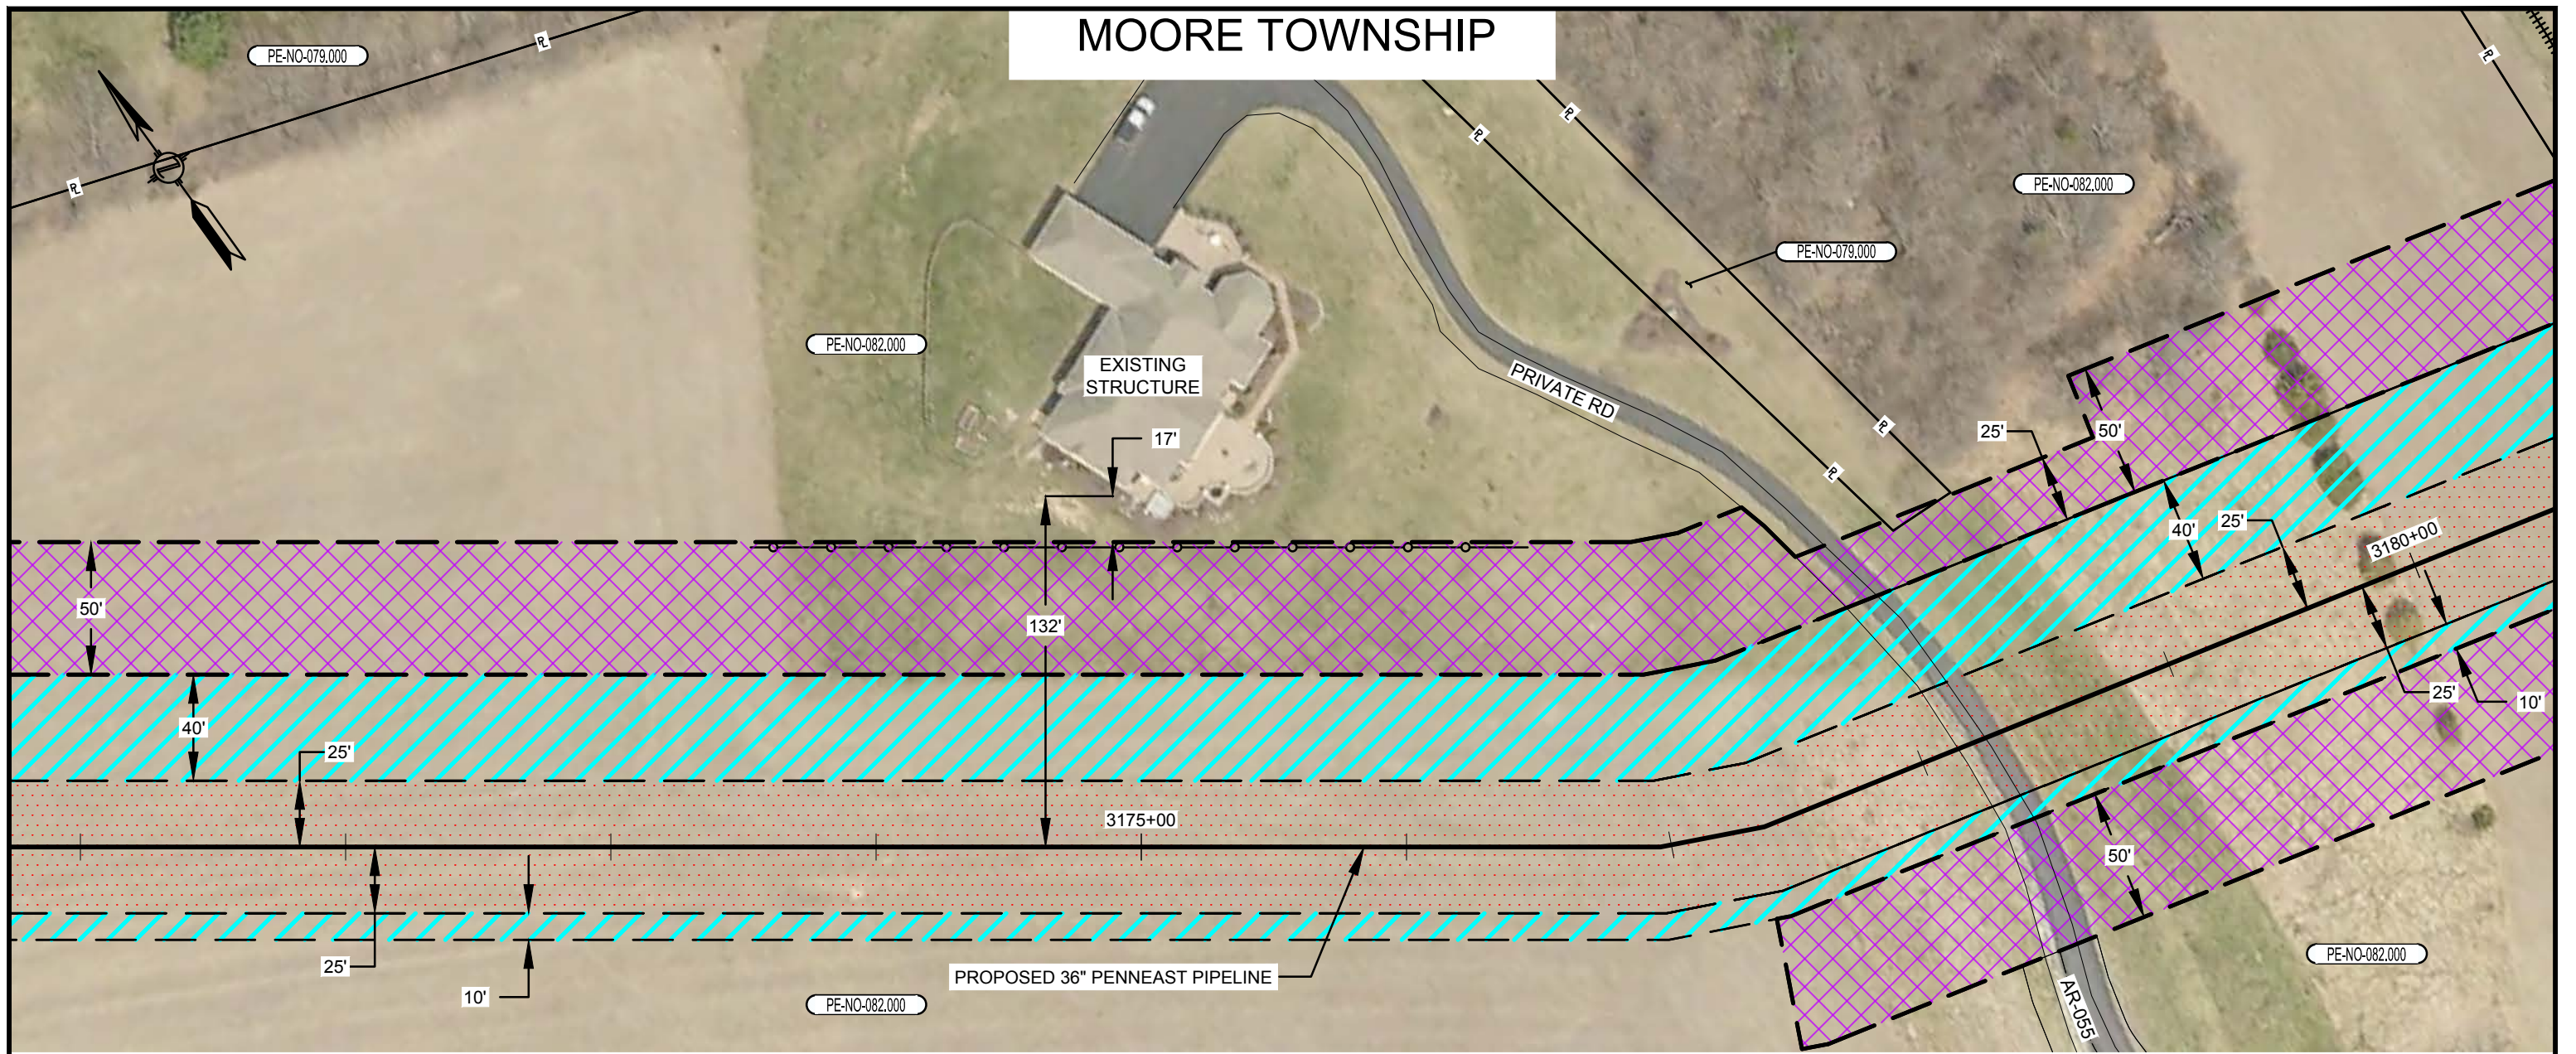 MOORE TOWNSHIP
PE-NO-079.000
PE-NO-082.000
PE-NO-079.000
PE-NO-082.000
EXISTING
STRUCTURE
PRIVATE RD
17'
25'
50'
40'
25'
3180+00
50'
132'
40'
25'
25'
10'
3175+00
50'
25'
10'
PROPOSED 36" PENNEAST PIPELINE
PE-NO-082.000
PE-NO-082.000
AR-055